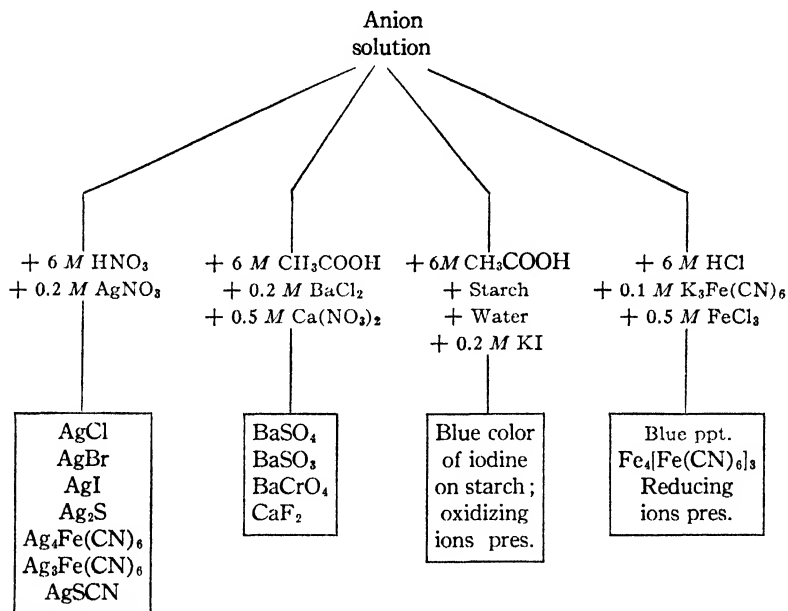 Anion
solution
+ 6 M HNO₃
+ 0.2 M AgNO₃
+ 6 M CH₃COOH
+ 0.2 M BaCl₂
+ 0.5 M Ca(NO₃)₂
+ 6M CH₃COOH
+ Starch
+ Water
+ 0.2 M KI
+ 6 M HCl
+ 0.1 M K₃Fe(CN)₆
+ 0.5 M FeCl₃
AgCl
AgBr
AgI
Ag₂S
Ag₄Fe(CN)₆
Ag₃Fe(CN)₆
AgSCN
BaSO₄
BaSO₃
BaCrO₄
CaF₂
Blue color
of iodine
on starch;
oxidizing
ions pres.
Blue ppt.
Fe₄[Fe(CN)₆]₃
Reducing
ions pres.